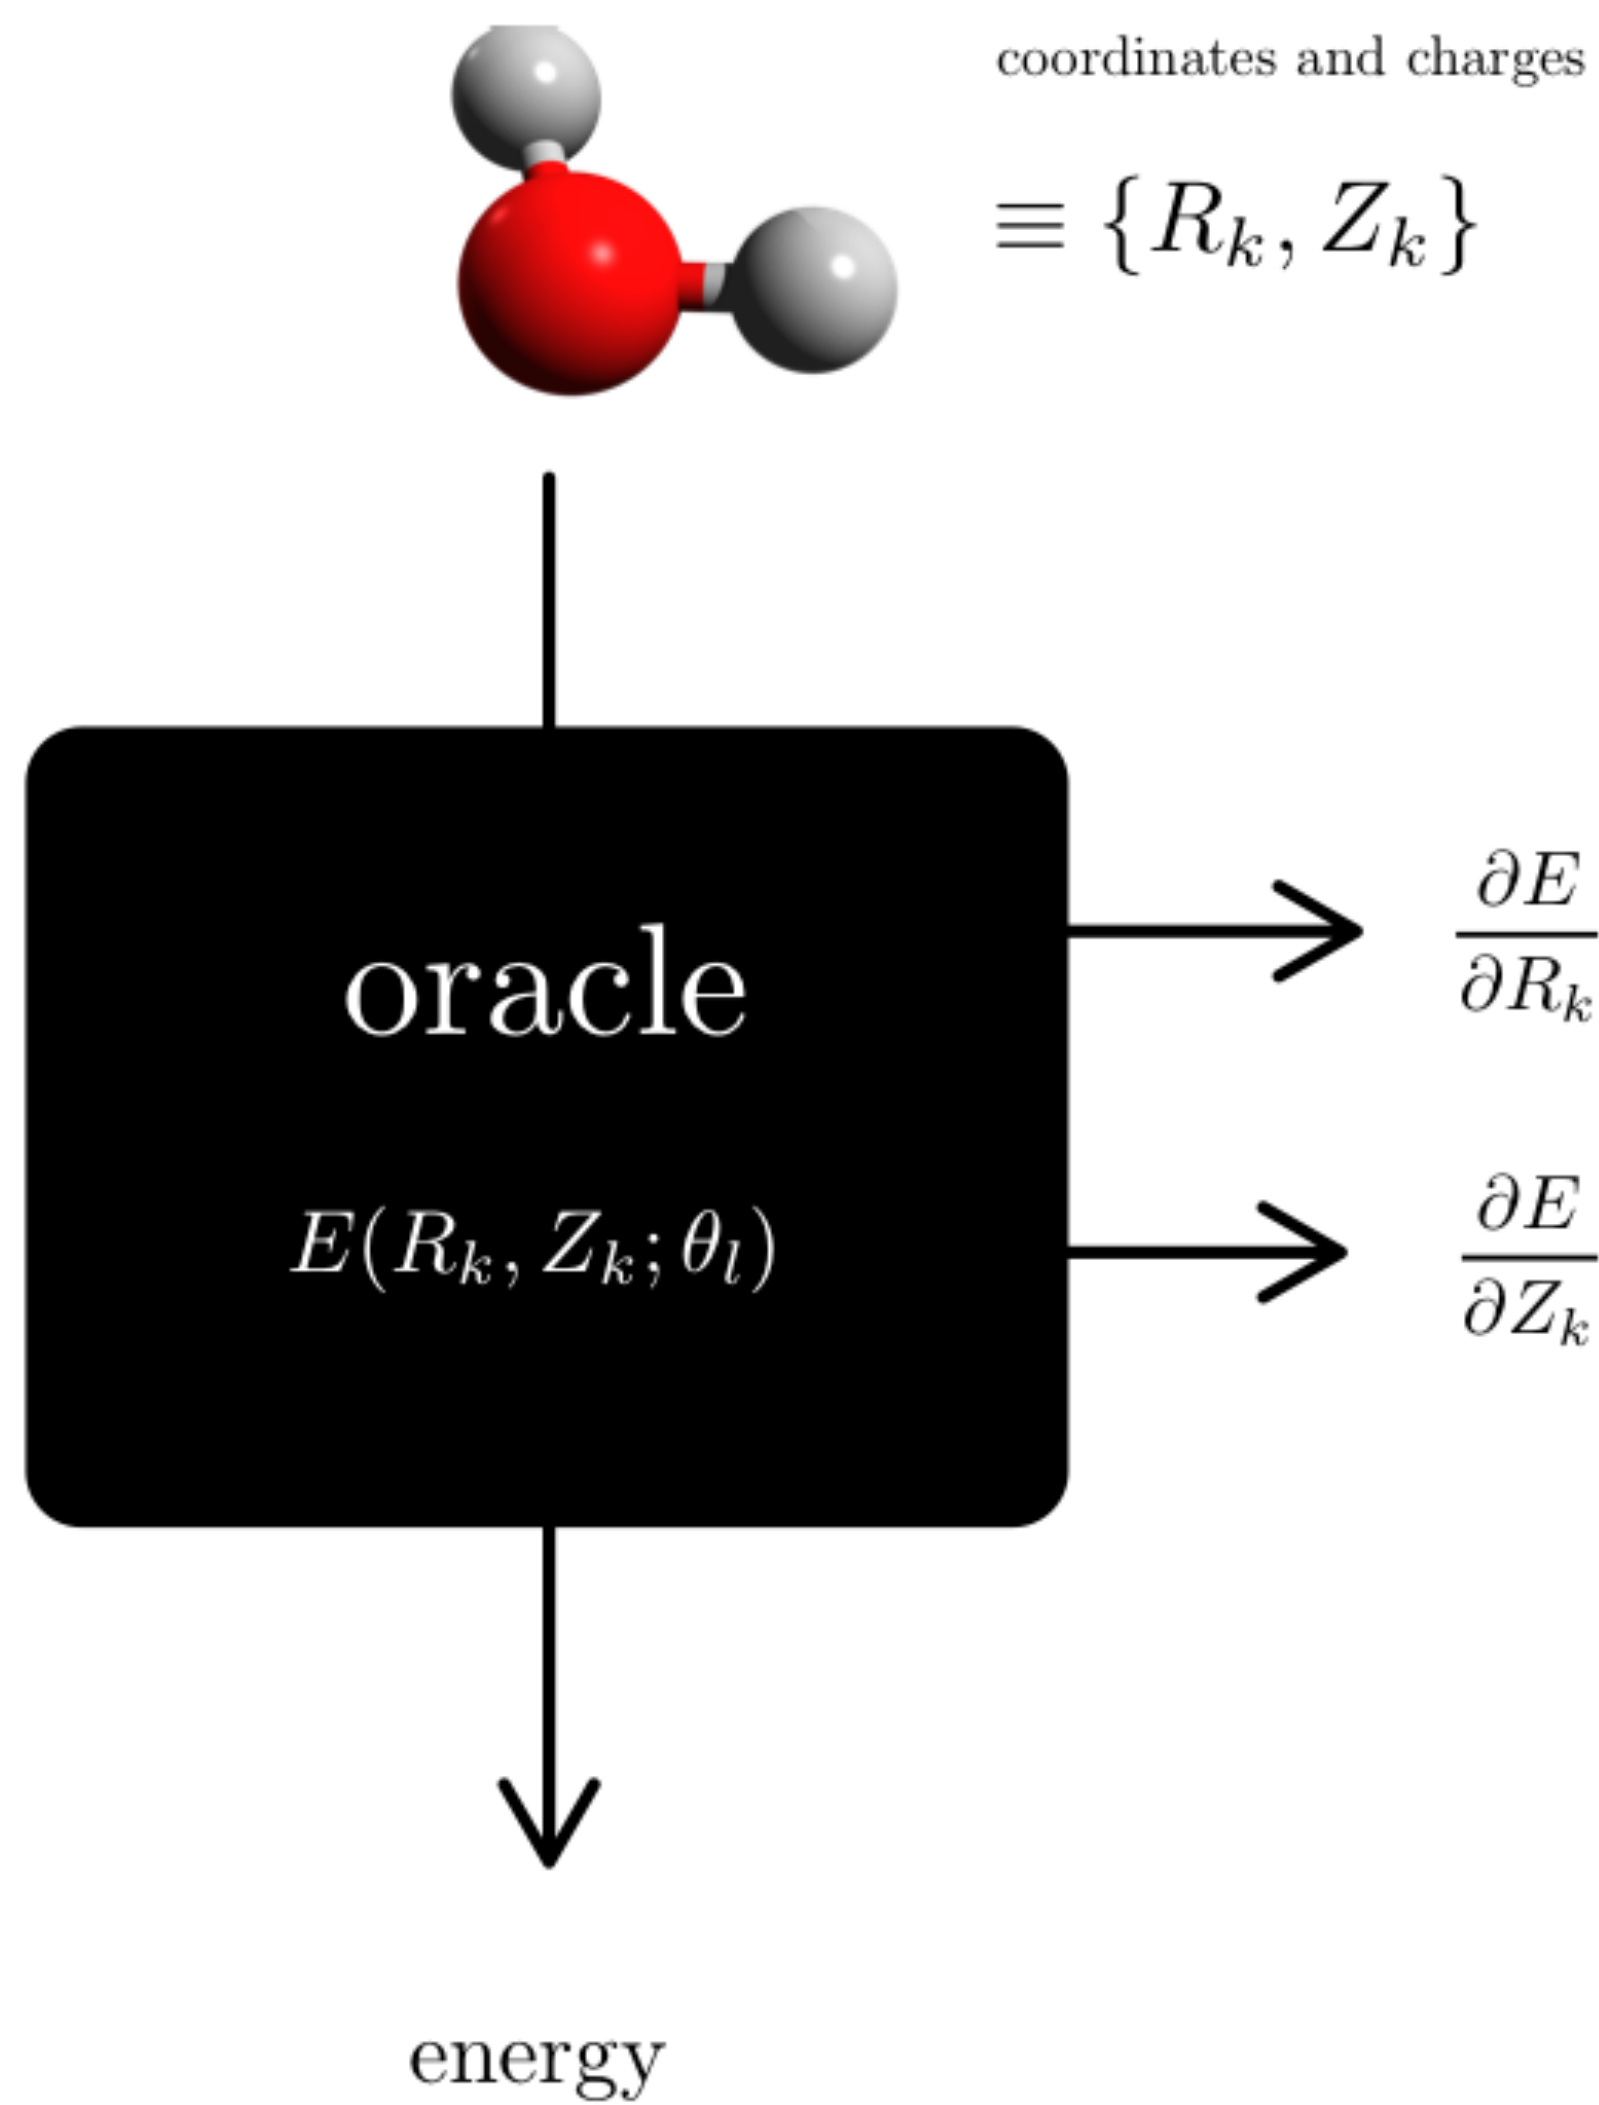 coordinates and charges
≡ {R_k, Z_k}
oracle
E(R_k, Z_k; θ_l)
∂E
∂R_k
∂E
∂Z_k
energy